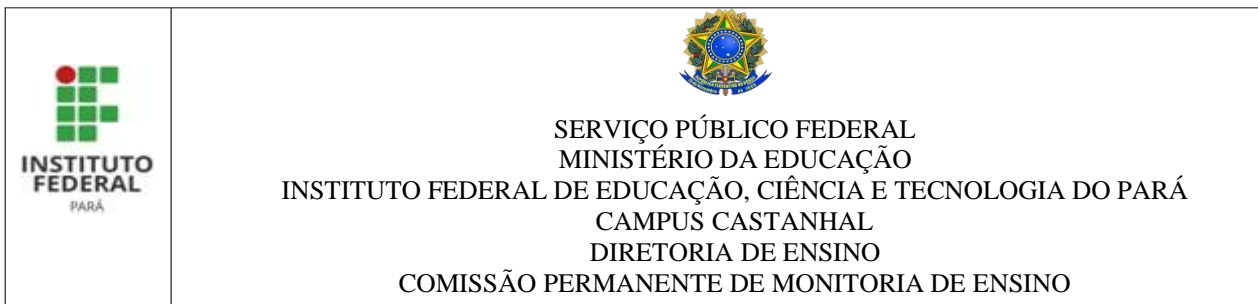 INSTITUTO
FEDERAL
PARÁ
SERVIÇO PÚBLICO FEDERAL
MINISTÉRIO DA EDUCAÇÃO
INSTITUTO FEDERAL DE EDUCAÇÃO, CIÊNCIA E TECNOLOGIA DO PARÁ
CAMPUS CASTANHAL
DIRETORIA DE ENSINO
COMISSÃO PERMANENTE DE MONITORIA DE ENSINO